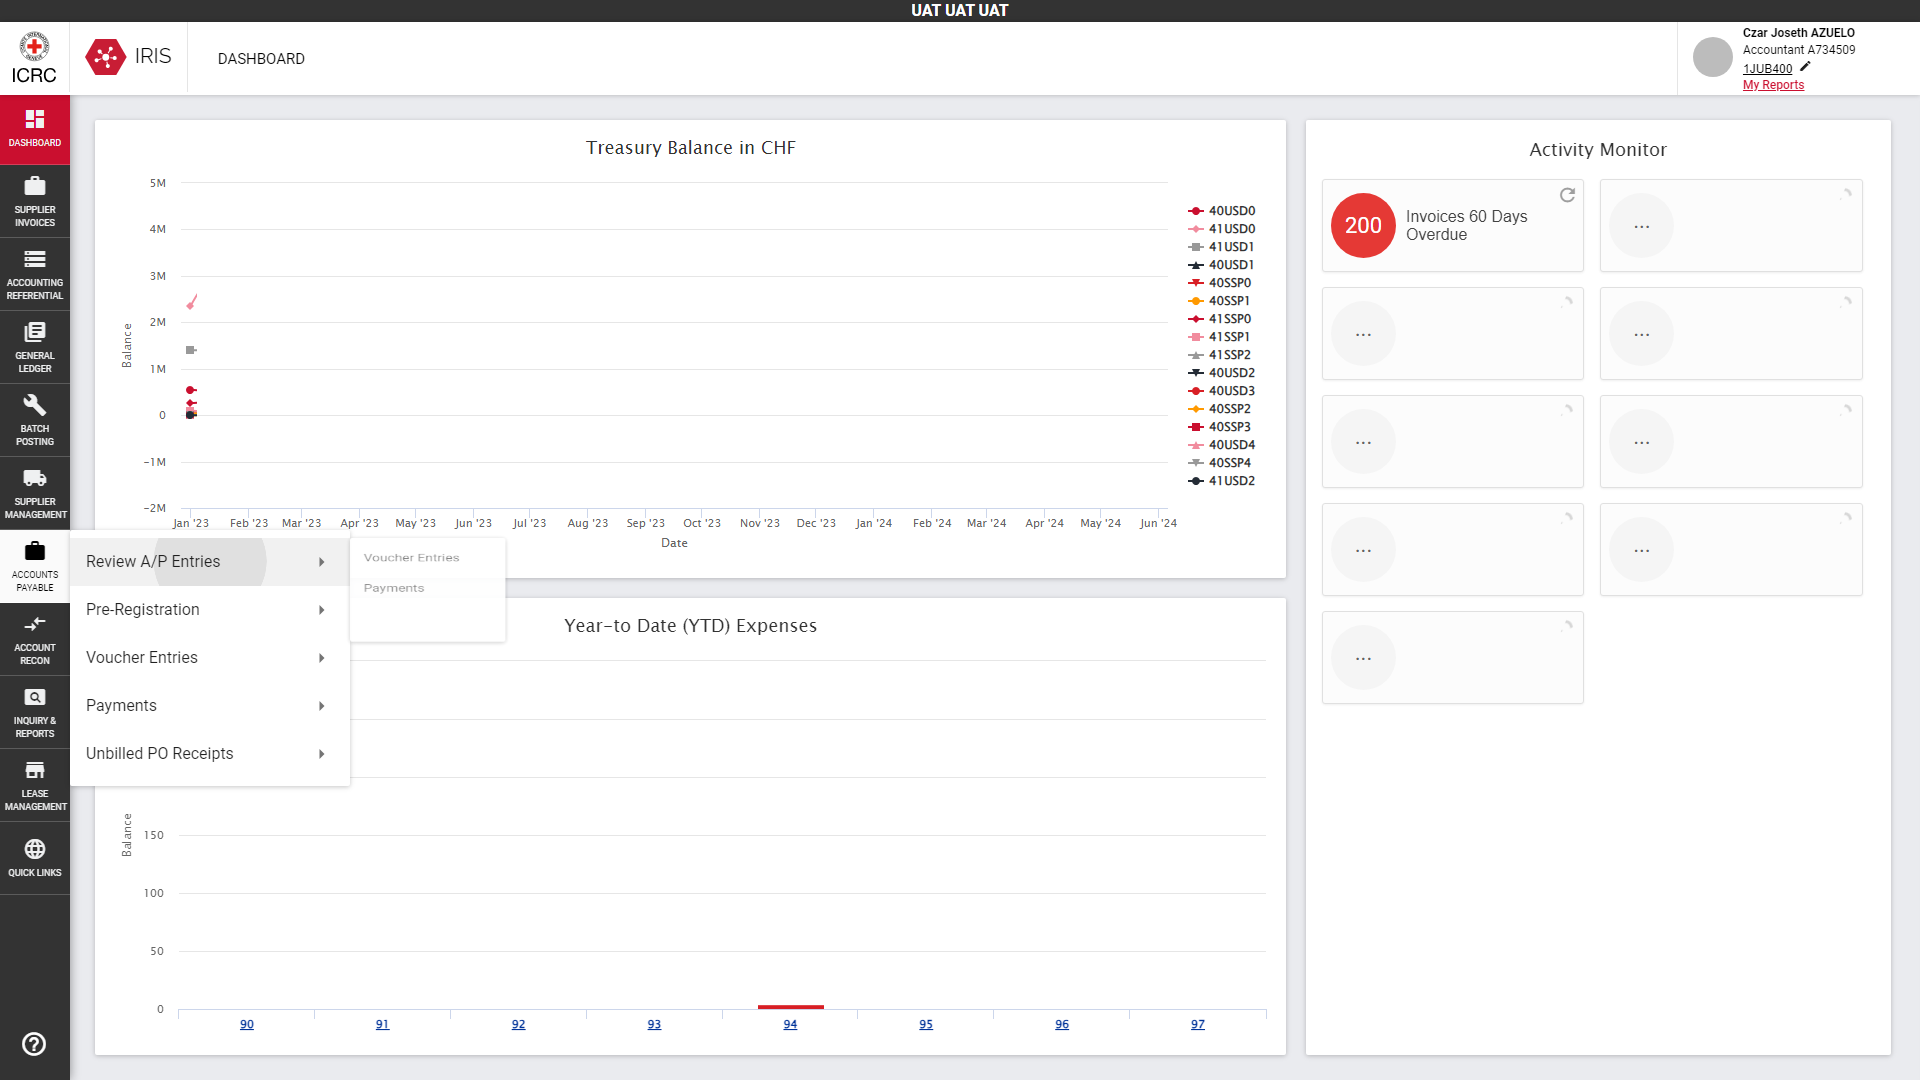 UAT UAT UAT
ICRC
IRIS
DASHBOARD
Czar Joseth AZUELO
Accountant A734509
1JUB400
My Reports
DASHBOARD
SUPPLIER
INVOICES
ACCOUNTING
REFERENTIAL
GENERAL
LEDGER
BATCH
POSTING
SUPPLIER
MANAGEMENT
ACCOUNTS
PAYABLE
ACCOUNT
RECON
INQUIRY &
REPORTS
LEASE
MANAGEMENT
QUICK LINKS
Review A/P Entries
Pre-Registration
Voucher Entries
Payments
Unbilled PO Receipts
Voucher Entries
Payments
Treasury Balance in CHF
Balance
5M
4M
3M
2M
1M
0
-1M
-2M
Jan '23 Feb '23 Mar '23 Apr '23 May '23 Jun '23 Jul '23 Aug '23 Sep '23 Oct '23 Nov '23 Dec '23 Jan '24 Feb '24 Mar '24 Apr '24 May '24 Jun '24
Date
40USD0
41USD0
41USD1
40USD1
40SSP0
40SSP1
41SSP0
41SSP1
41SSP2
40USD2
40USD3
40SSP2
40SSP3
40USD4
40SSP4
41USD2
Year-to Date (YTD) Expenses
Balance
150
100
50
0
90 91 92 93 94 95 96 97
Activity Monitor
200
Invoices 60 Days
Overdue
...
...
...
...
...
...
...
...